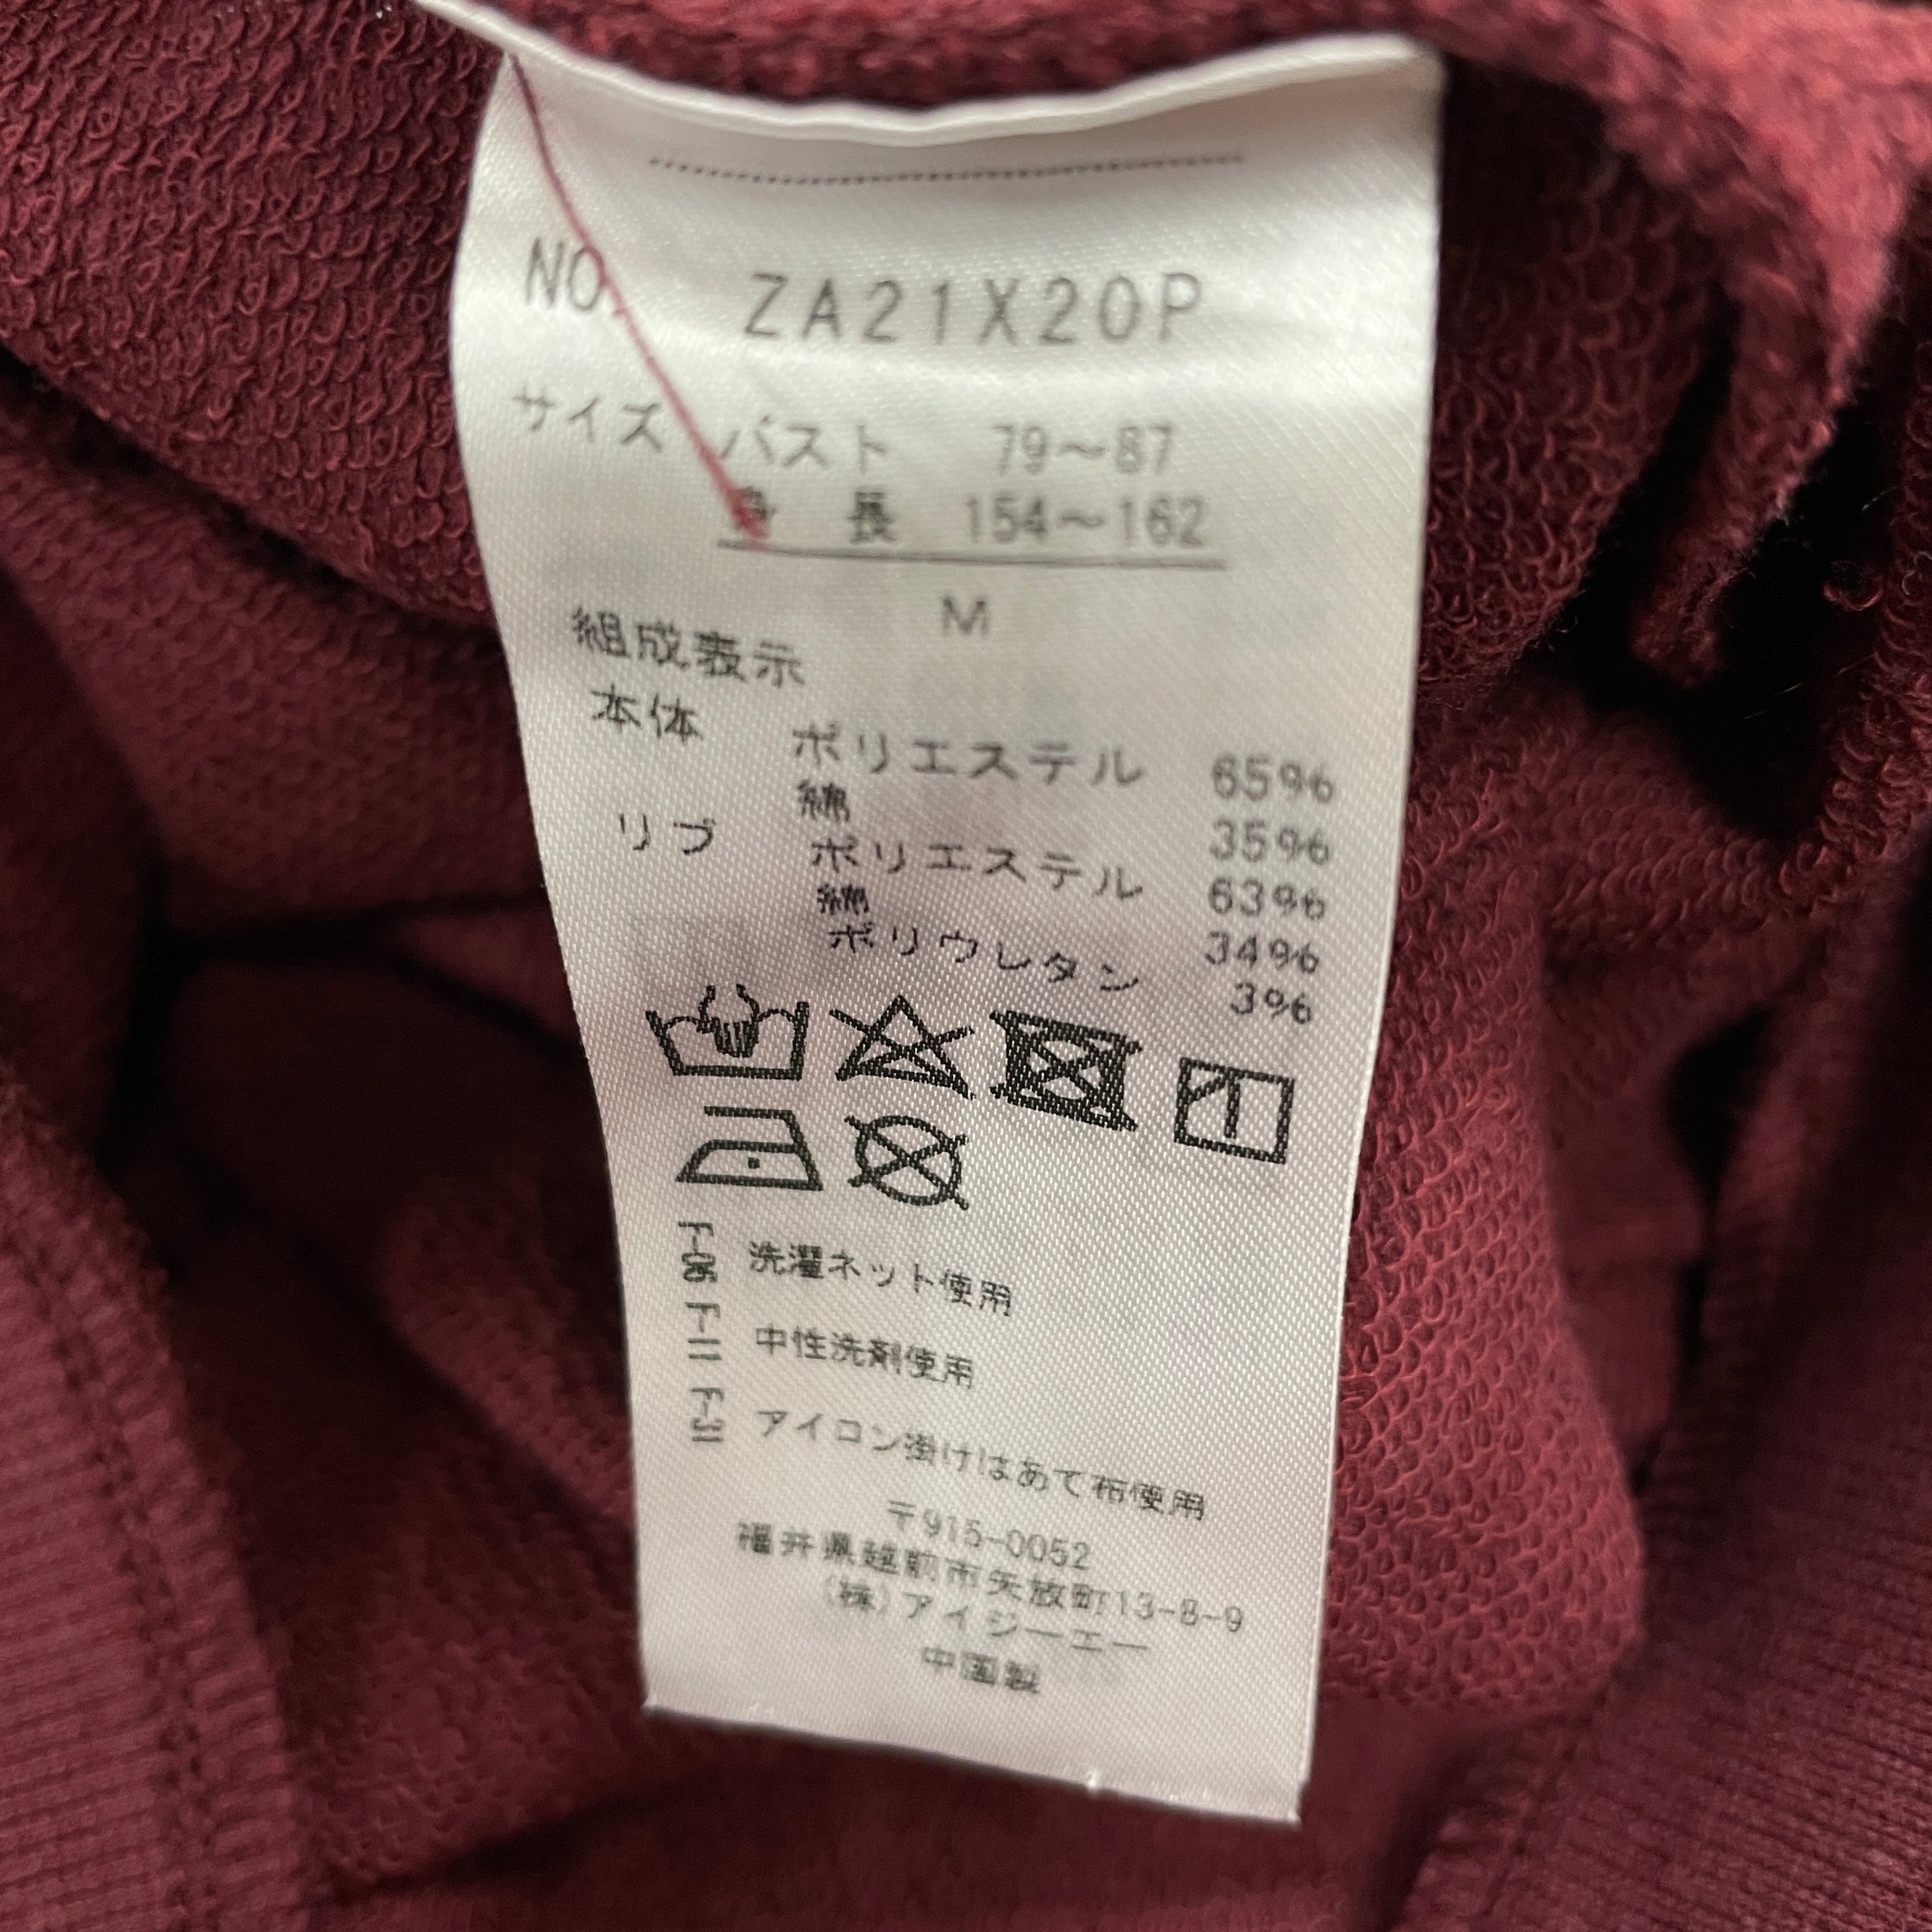 NO. ZA21X20P
サイズ バスト 79～87
身長 154～162
M
組成表示
本体 ポリエステル 65%
綿 35%
リブ ポリエステル 63%
綿 34%
ポリウレタン 3%
F-06 洗濯ネット使用
F-11 中性洗剤使用
F-31 アイロン掛けはあて布使用
〒915-0052
福井県越前市矢放町13-8-9
(株)アイジーエー
中国製